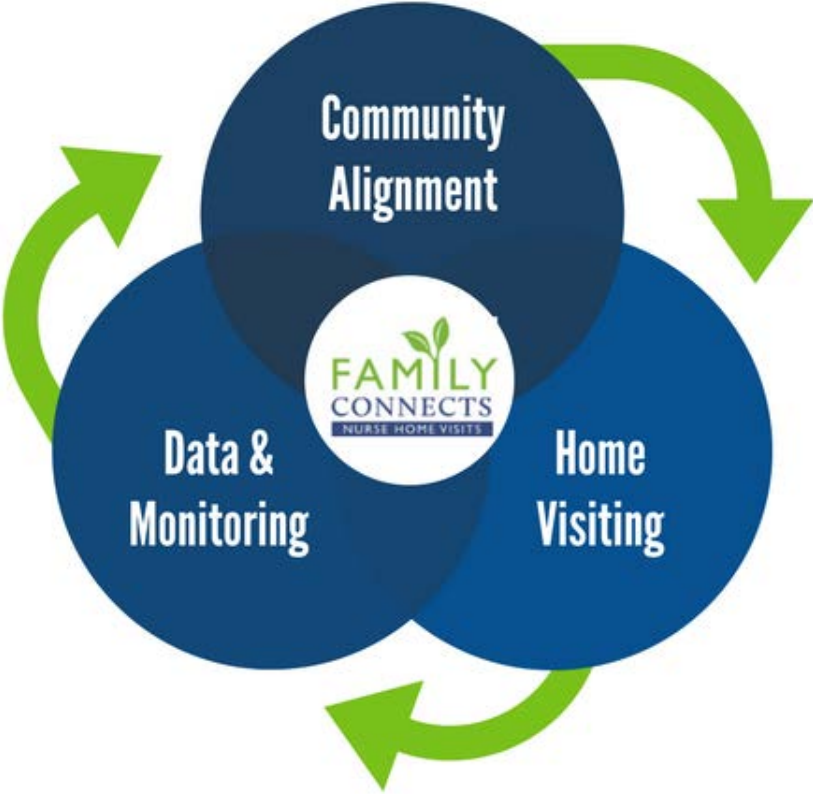 Community
Alignment
FAMILY
CONNECTS
NURSE HOME VISITS
Data &
Monitoring
Home
Visiting